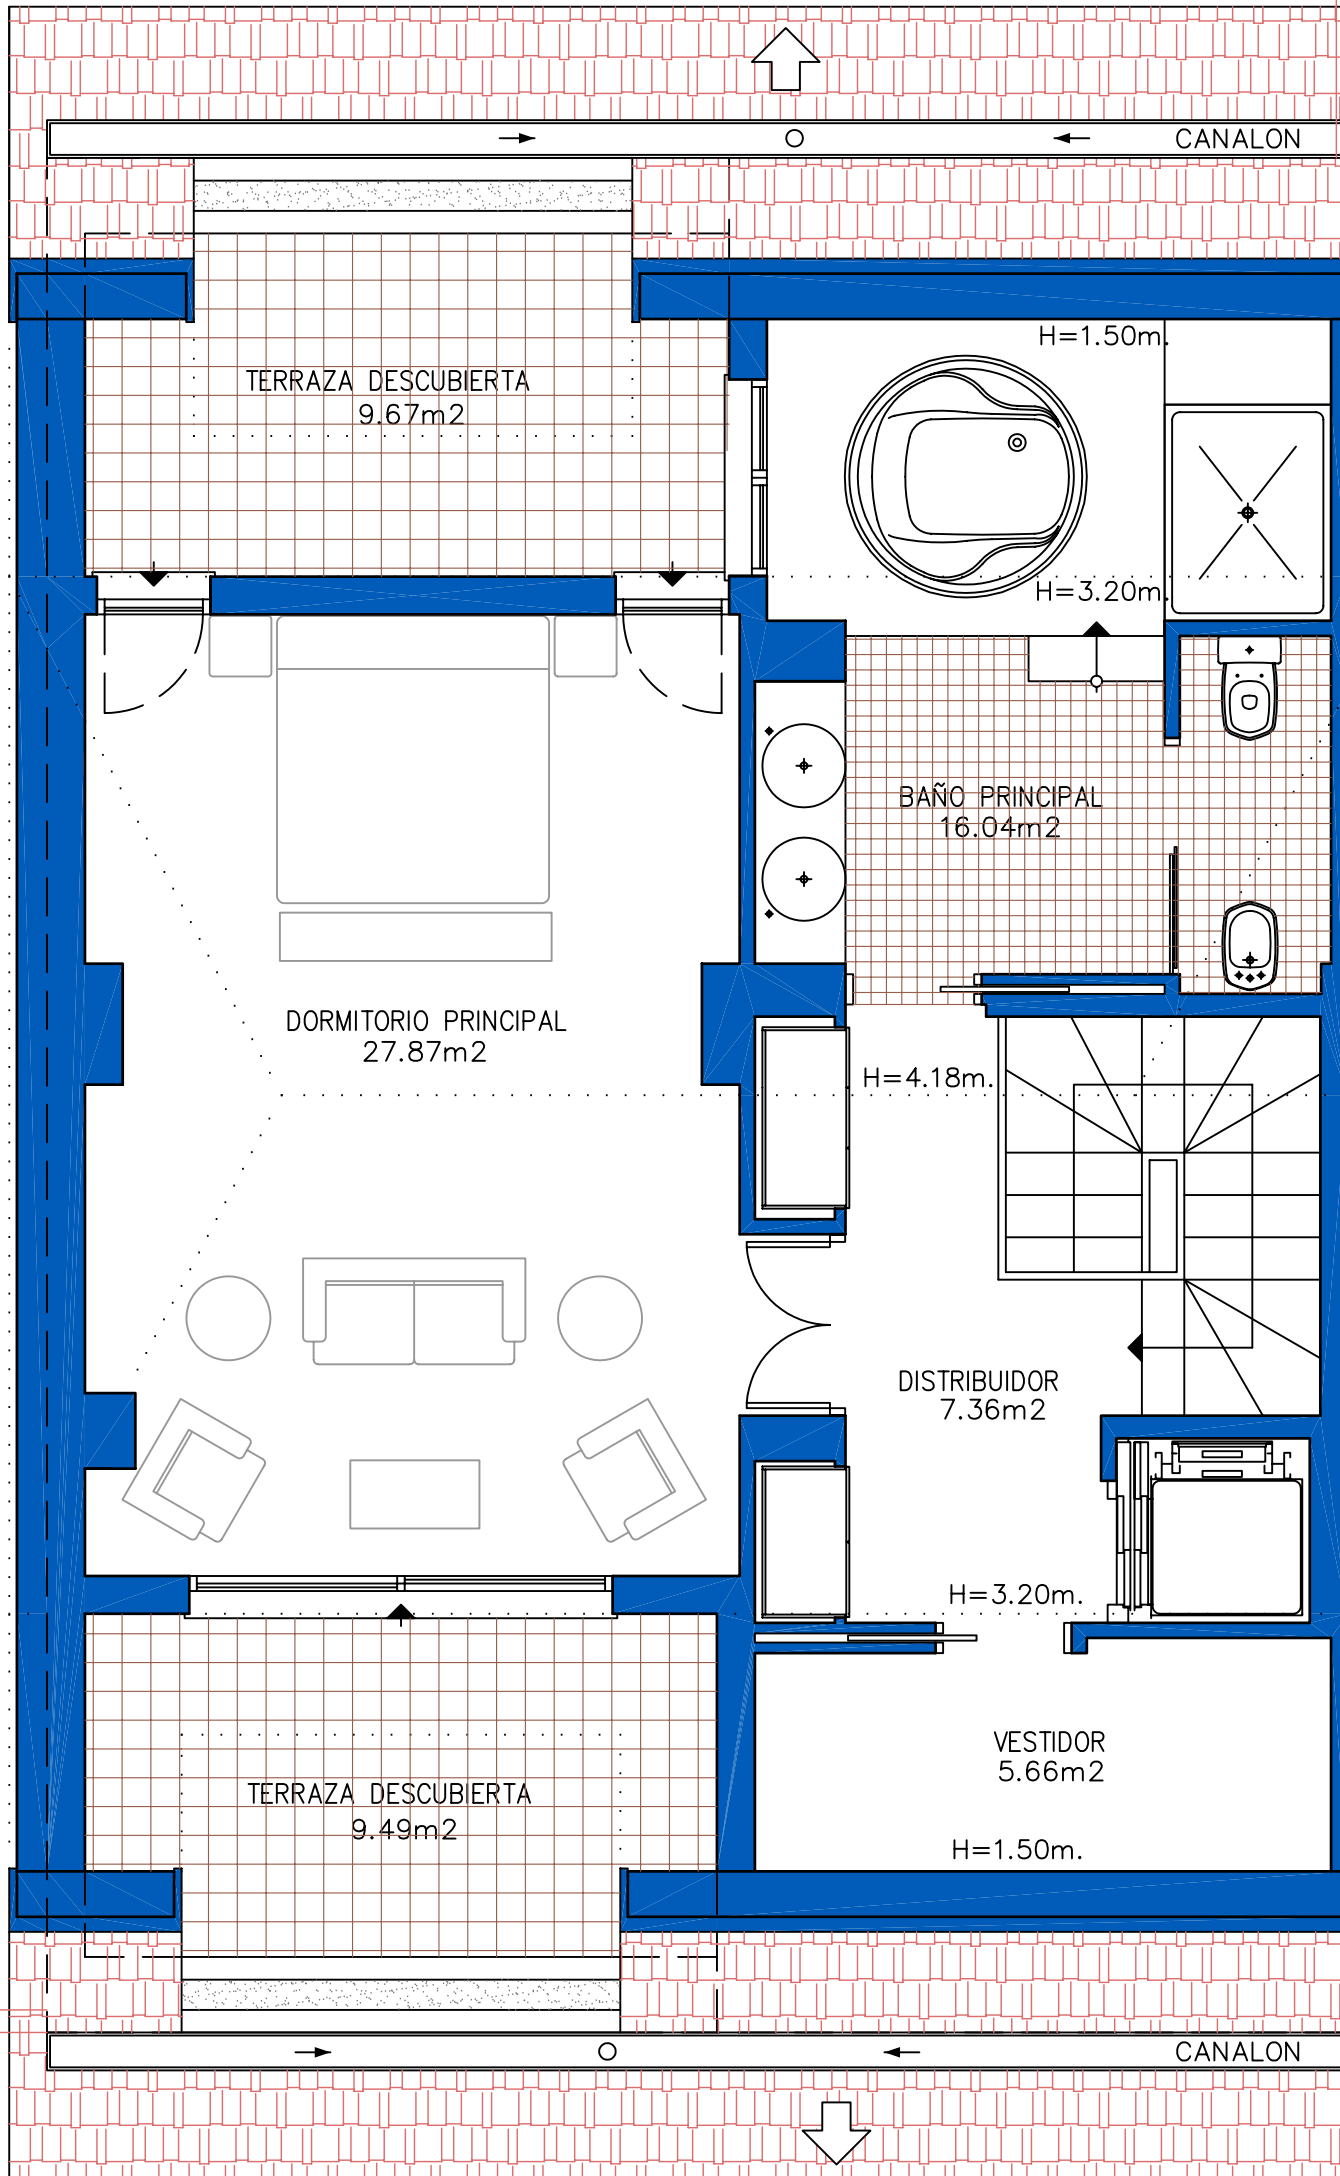 CANALON
H=1.50m.
TERRAZA DESCUBIERTA
9.67m2
H=3.20m.
BAÑO PRINCIPAL
16.04m2
DORMITORIO PRINCIPAL
27.87m2
H=4.18m.
DISTRIBUIDOR
7.36m2
H=3.20m.
VESTIDOR
5.66m2
TERRAZA DESCUBIERTA
9.49m2
H=1.50m.
CANALON